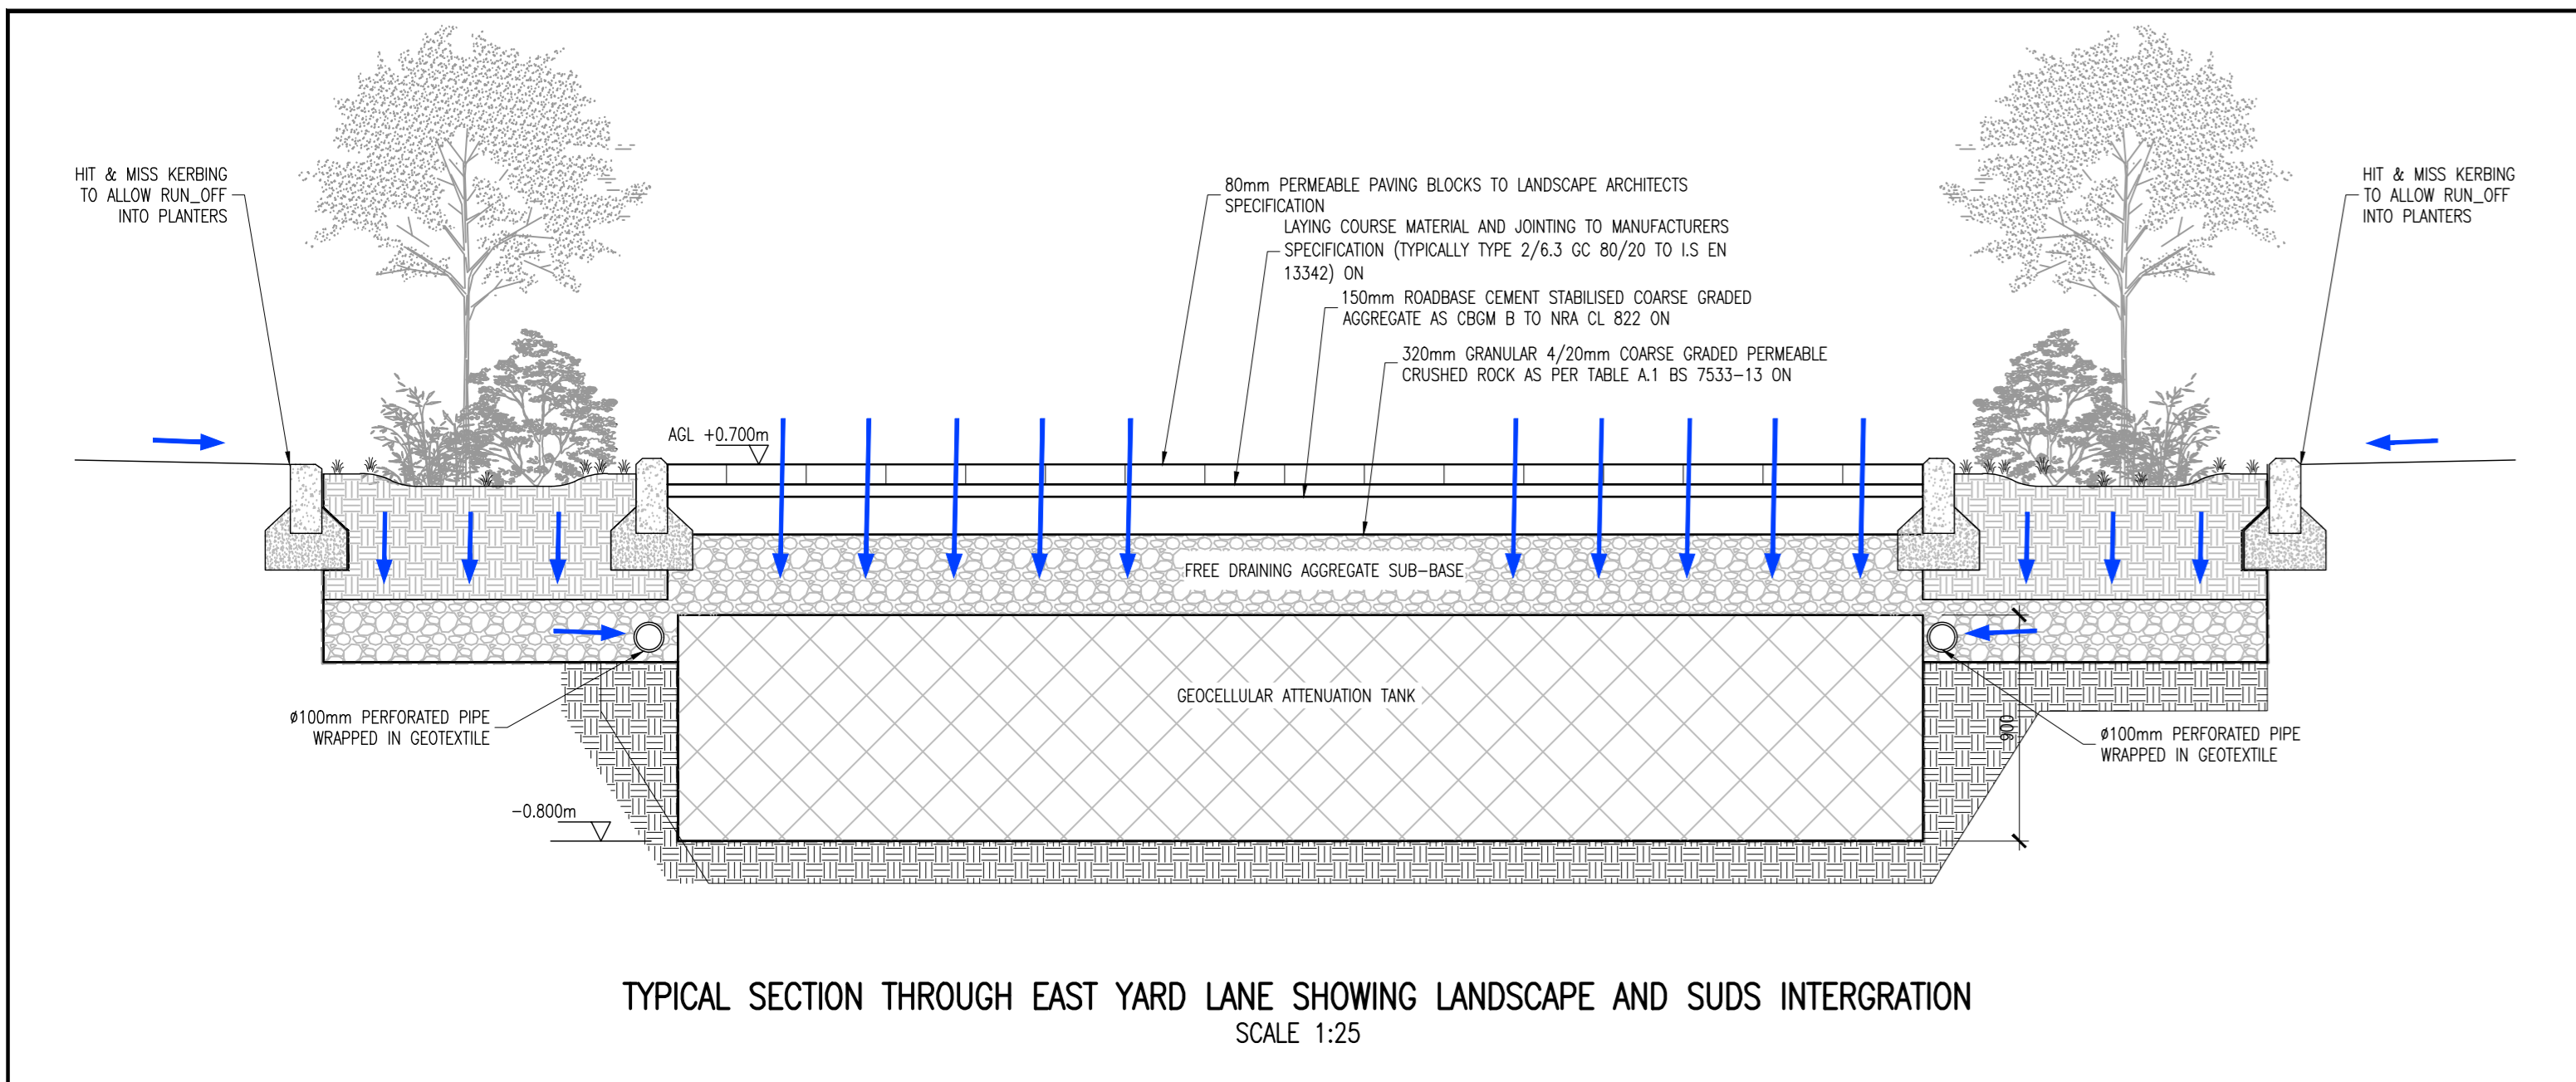 HIT & MISS KERBING
TO ALLOW RUN_OFF
INTO PLANTERS
80mm PERMEABLE PAVING BLOCKS TO LANDSCAPE ARCHITECTS
SPECIFICATION
LAYING COURSE MATERIAL AND JOINTING TO MANUFACTURERS
SPECIFICATION (TYPICALLY TYPE 2/6.3 GC 80/20 TO I.S EN
13342) ON
150mm ROADBASE CEMENT STABILISED COARSE GRADED
AGGREGATE AS CBGM B TO NRA CL 822 ON
320mm GRANULAR 4/20mm COARSE GRADED PERMEABLE
CRUSHED ROCK AS PER TABLE A.1 BS 7533-13 ON
HIT & MISS KERBING
TO ALLOW RUN_OFF
INTO PLANTERS
AGL +0.700m
FREE DRAINING AGGREGATE SUB-BASE
GEOCELLULAR ATTENUATION TANK
Ø100mm PERFORATED PIPE
WRAPPED IN GEOTEXTILE
900
Ø100mm PERFORATED PIPE
WRAPPED IN GEOTEXTILE
-0.800m
TYPICAL SECTION THROUGH EAST YARD LANE SHOWING LANDSCAPE AND SUDS INTERGRATION
SCALE 1:25